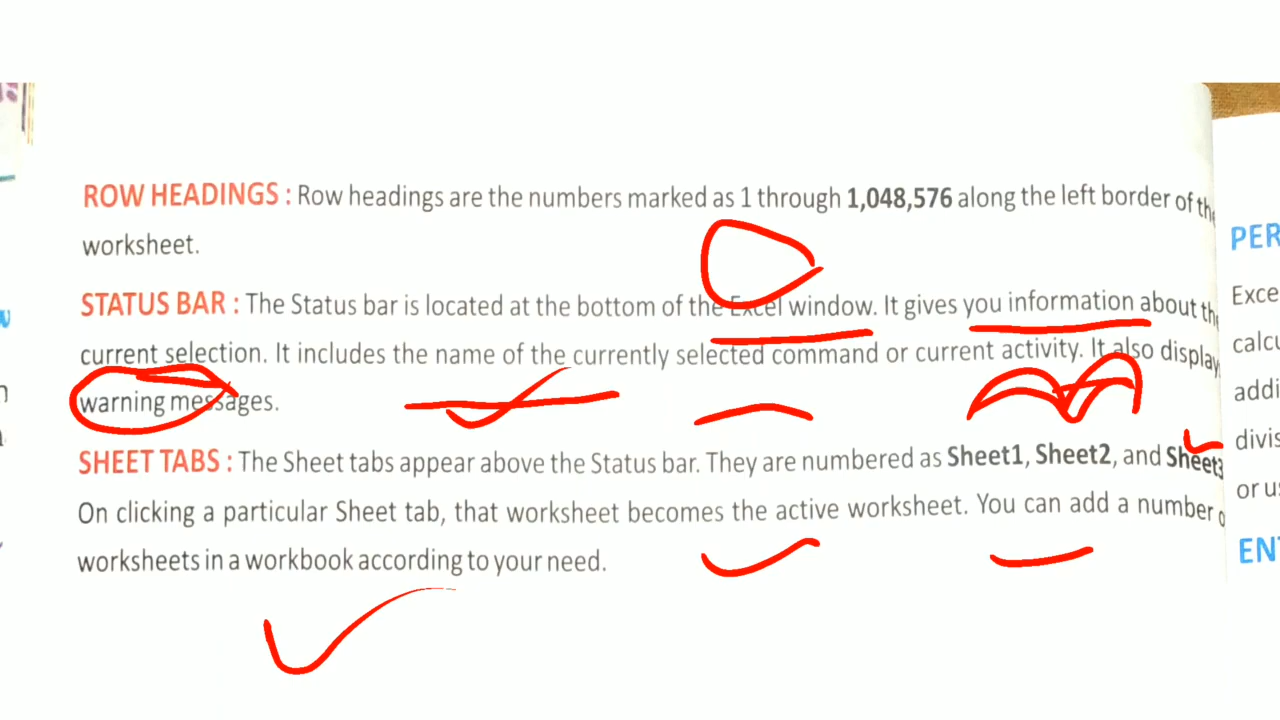 ROW HEADINGS : Row headings are the numbers marked as 1 through 1,048,576 along the left border of the
worksheet.
STATUS BAR : The Status bar is located at the bottom of the Excel window. It gives you information about the
current selection. It includes the name of the currently selected command or current activity. It also display
warning messages.
SHEET TABS : The Sheet tabs appear above the Status bar. They are numbered as Sheet1, Sheet2, and Sheet3
On clicking a particular Sheet tab, that worksheet becomes the active worksheet. You can add a number o
worksheets in a workbook according to your need.
PER
Exce
calcu
addi
divis
or us
EN